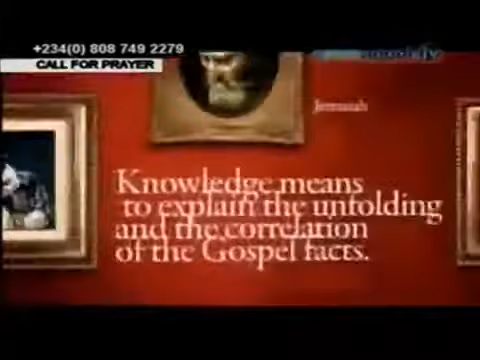 +234(0) 808 749 2279
CALL FOR PRAYER
Jeremiah
Knowledge means
to explain the unfolding
and the correlation
of the Gospel facts.